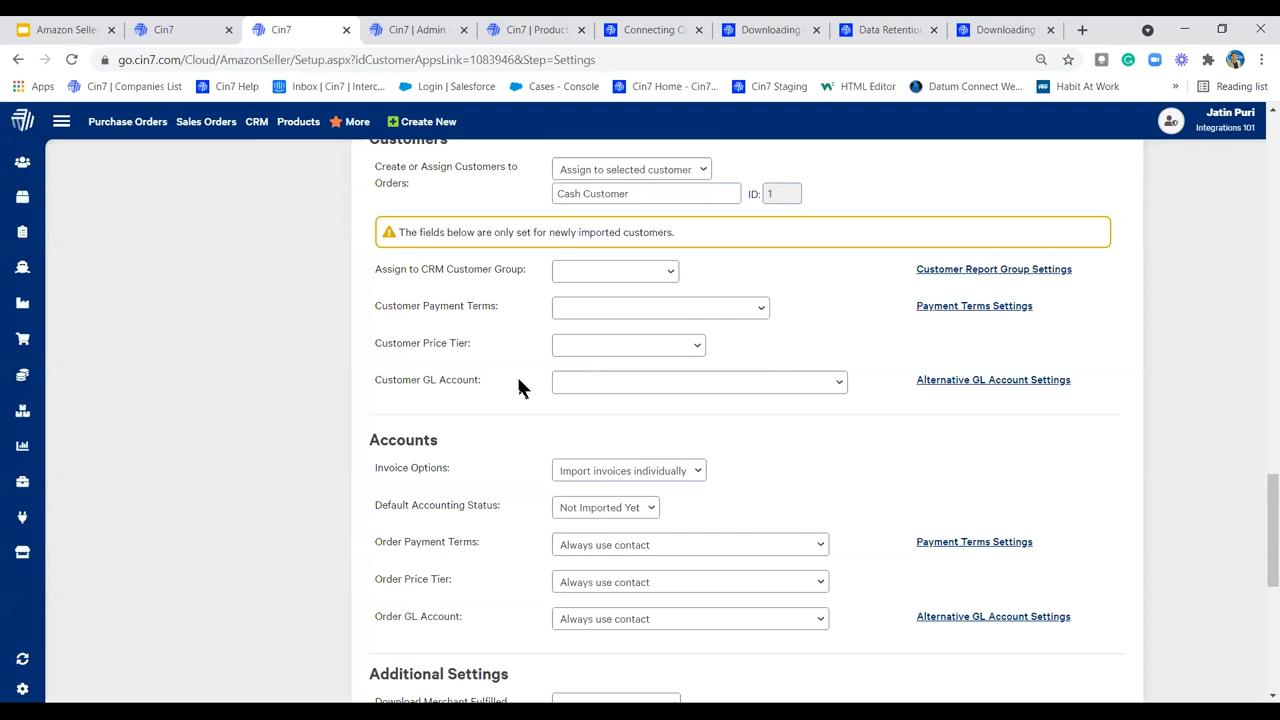 Amazon Selle
Cin7
Cin7
Cin7 | Admin -
Cin7 | Produc
Connecting C
Downloading
Data Retentio
Downloading
go.cin7.com/Cloud/AmazonSeller/Setup.aspx?idCustomerAppsLink=1393946&Step=Settings
Apps
Cin7 | Companies List
Cin7 Help
Inbox | Cin7 | Interc...
Login | Salesforce
Cases - Console
Cin7 Home - Cin7...
Cin7 Staging
HTML Editor
Datum Connect We...
Habit At Work
»
Reading list
Purchase Orders
Sales Orders
CRM
Products
More
Create New
Jatin Puri
Integrations 101
Customers
Create or Assign Customers to
Orders:
Assign to selected customer
Cash Customer
ID:
1
The fields below are only set for newly imported customers.
Assign to CRM Customer Group:
Customer Report Group Settings
Customer Payment Terms:
Payment Terms Settings
Customer Price Tier:
Customer GL Account:
Alternative GL Account Settings
Accounts
Invoice Options:
Import invoices individually
Default Accounting Status:
Not Imported Yet
Order Payment Terms:
Always use contact
Payment Terms Settings
Order Price Tier:
Always use contact
Order GL Account:
Always use contact
Alternative GL Account Settings
Additional Settings
Download Merchant Fulfilled